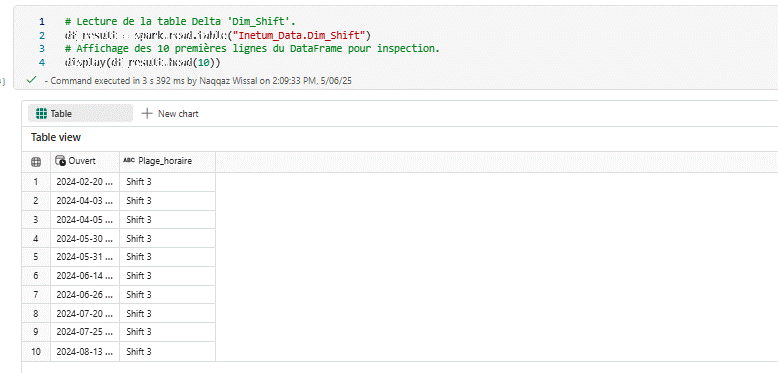 1 # Lecture de la table Delta 'Dim_Shift'.
2 df_result = spark.read.table("Inetum_Data.Dim_Shift")
3 # Affichage des 10 premières lignes du DataFrame pour inspection.
4 display(df_result.head(10))
- Command executed in 3 s 392 ms by Naqqaz Wissal on 2:09:33 PM, 5/06/25
Table New chart
Table view
Ouvert ABC Plage_horaire
1 2024-02-20 ... Shift 3
2 2024-04-03 ... Shift 3
3 2024-04-05 ... Shift 3
4 2024-05-30 ... Shift 3
5 2024-05-31 ... Shift 3
6 2024-06-14 ... Shift 3
7 2024-06-26 ... Shift 3
8 2024-07-20 ... Shift 3
9 2024-07-25 ... Shift 3
10 2024-08-13 ... Shift 3